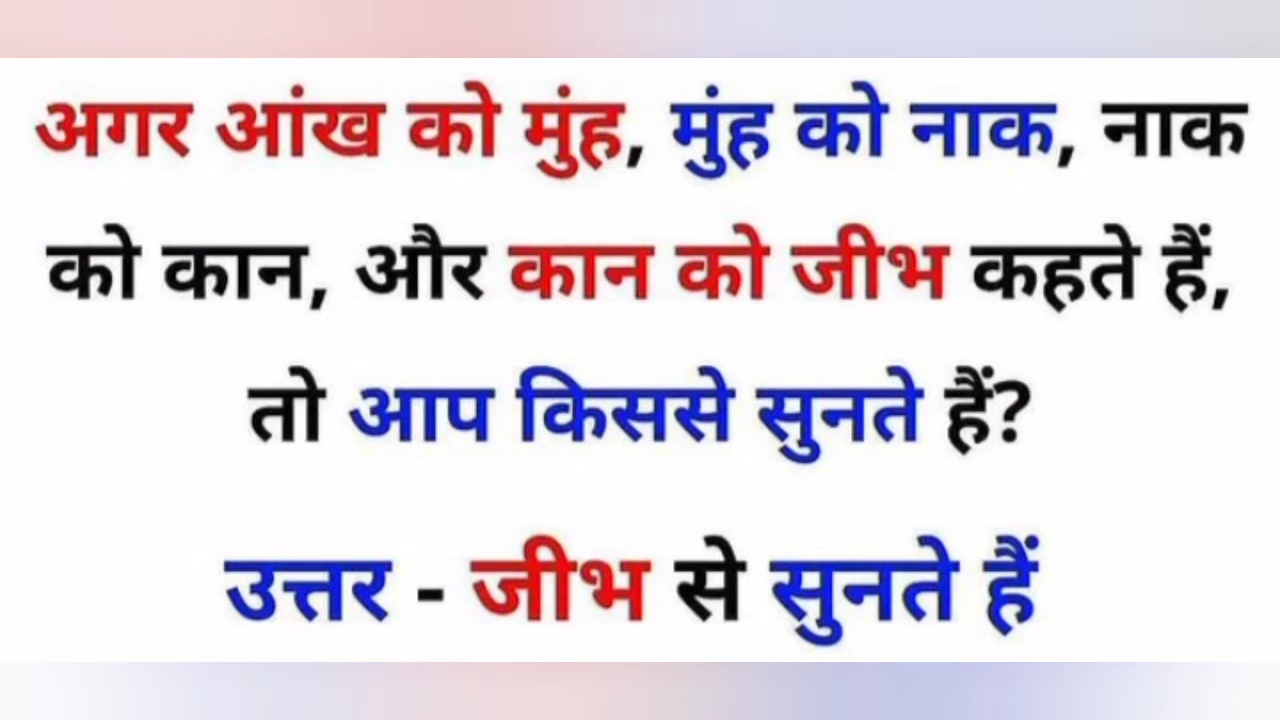 अगर आंख को मुंह, मुंह को नाक, नाक
को कान, और कान को जीभ कहते हैं,
तो आप किससे सुनते हैं?
उत्तर - जीभ से सुनते हैं